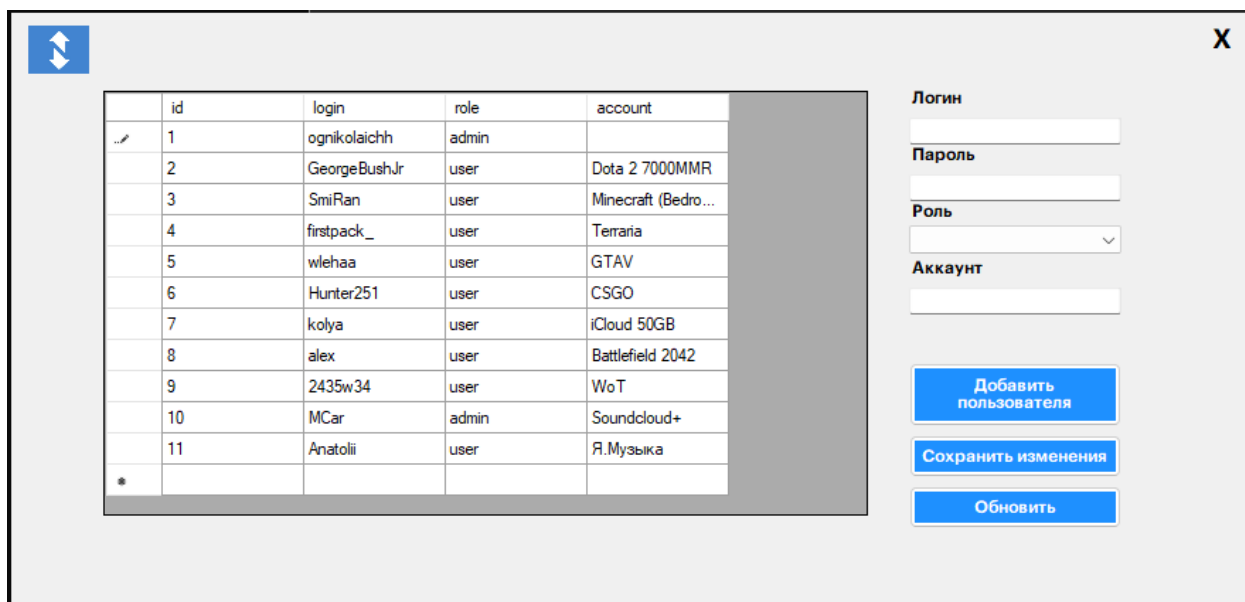 X
id login role account
1 ognikolaichh admin
2 GeorgeBushJr user Dota 2 7000MMR
3 SmiRan user Minecraft (Bedro...
4 firstpack_ user Terraria
5 wlehaa user GTAV
6 Hunter251 user CSGO
7 kolya user iCloud 50GB
8 alex user Battlefield 2042
9 2435w34 user WoT
10 MCar admin Soundcloud+
11 Anatolii user Я.Музыка
Логин
Пароль
Роль
Аккаунт
Добавить
пользователя
Сохранить изменения
Обновить